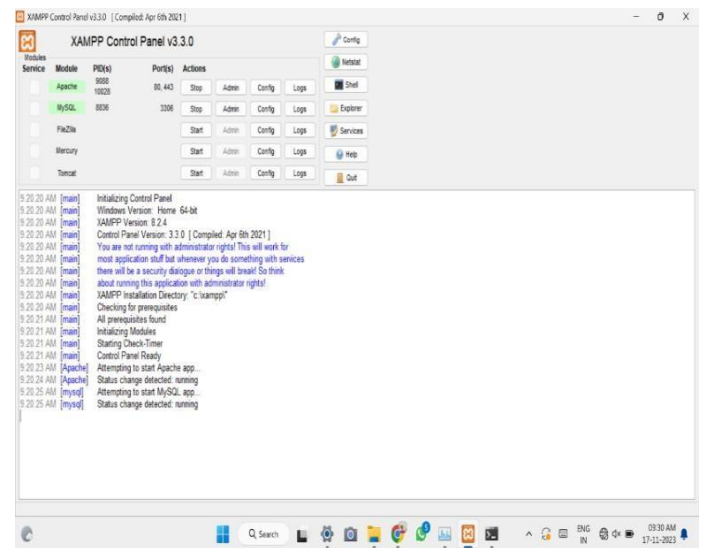 XAMPP Control Panel v3.3.0 [ Compiled: Apr 6th 2021 ]
XAMPP Control Panel v3.3.0
Config
Modules
Service Module PID(s) Port(s) Actions
Netstat
Apache 9088 10028 80, 443 Stop Admin Config Logs
Shell
MySQL 8836 3306 Stop Admin Config Logs
Explorer
FileZilla Start Admin Config Logs
Services
Mercury Start Admin Config Logs
Help
Tomcat Start Admin Config Logs
Quit
9:20:20 AM [main] Initializing Control Panel
9:20:20 AM [main] Windows Version: Home 64-bit
9:20:20 AM [main] XAMPP Version: 8.2.4
9:20:20 AM [main] Control Panel Version: 3.3.0 [ Compiled: Apr 6th 2021 ]
9:20:20 AM [main] You are not running with administrator rights! This will work for
9:20:20 AM [main] most application stuff but whenever you do something with services
9:20:20 AM [main] there will be a security dialogue or things will break! So think
9:20:20 AM [main] about running this application with administrator rights!
9:20:20 AM [main] XAMPP Installation Directory: "c:\xampp\"
9:20:20 AM [main] Checking for prerequisites
9:20:21 AM [main] All prerequisites found
9:20:21 AM [main] Initializing Modules
9:20:21 AM [main] Starting Check-Timer
9:20:21 AM [main] Control Panel Ready
9:20:23 AM [Apache] Attempting to start Apache app...
9:20:24 AM [Apache] Status change detected: running
9:20:25 AM [mysql] Attempting to start MySQL app...
9:20:25 AM [mysql] Status change detected: running
Search
ENG
IN
09:30 AM
17-11-2023